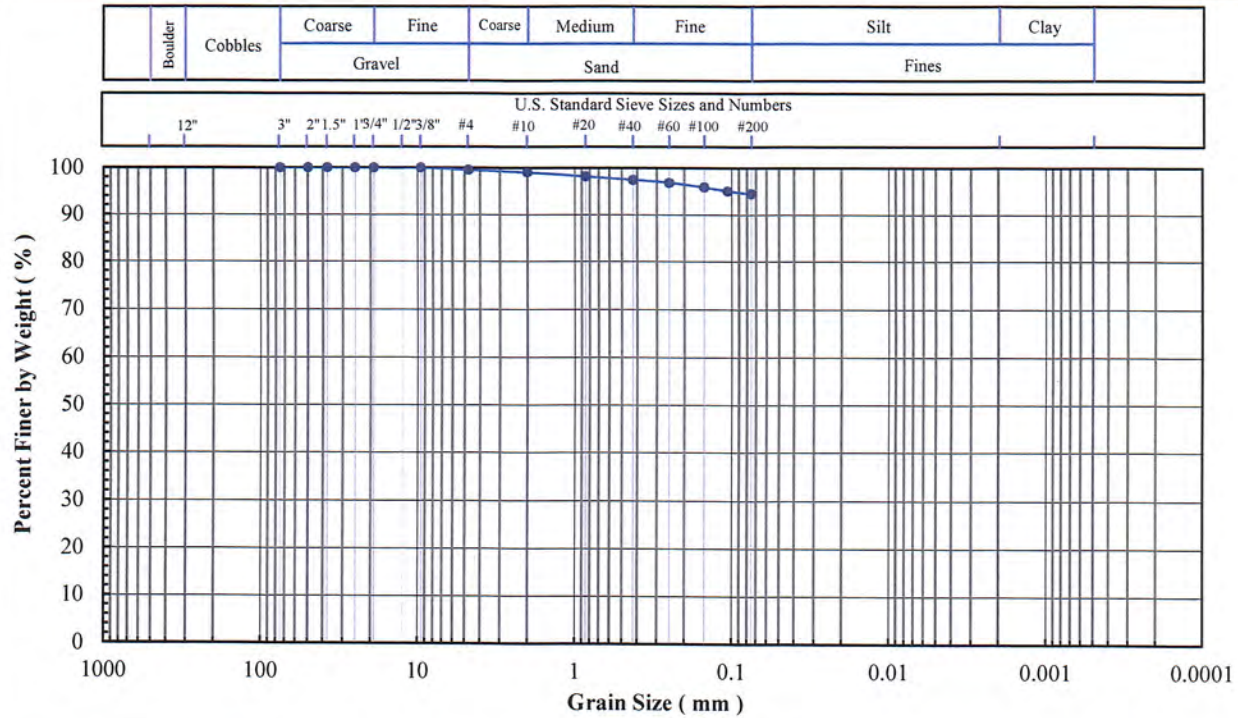 Boulder
Cobbles
Coarse
Fine
Coarse
Medium
Fine
Silt
Clay
Gravel
Sand
Fines
U.S. Standard Sieve Sizes and Numbers
12" 3" 2" 1.5" 1" 3/4" 1/2" 3/8" #4 #10 #20 #40 #60 #100 #200
100
90
80
70
60
50
40
30
20
10
0
Percent Finer by Weight ( % )
1000 100 10 1 0.1 0.01 0.001 0.0001
Grain Size ( mm )